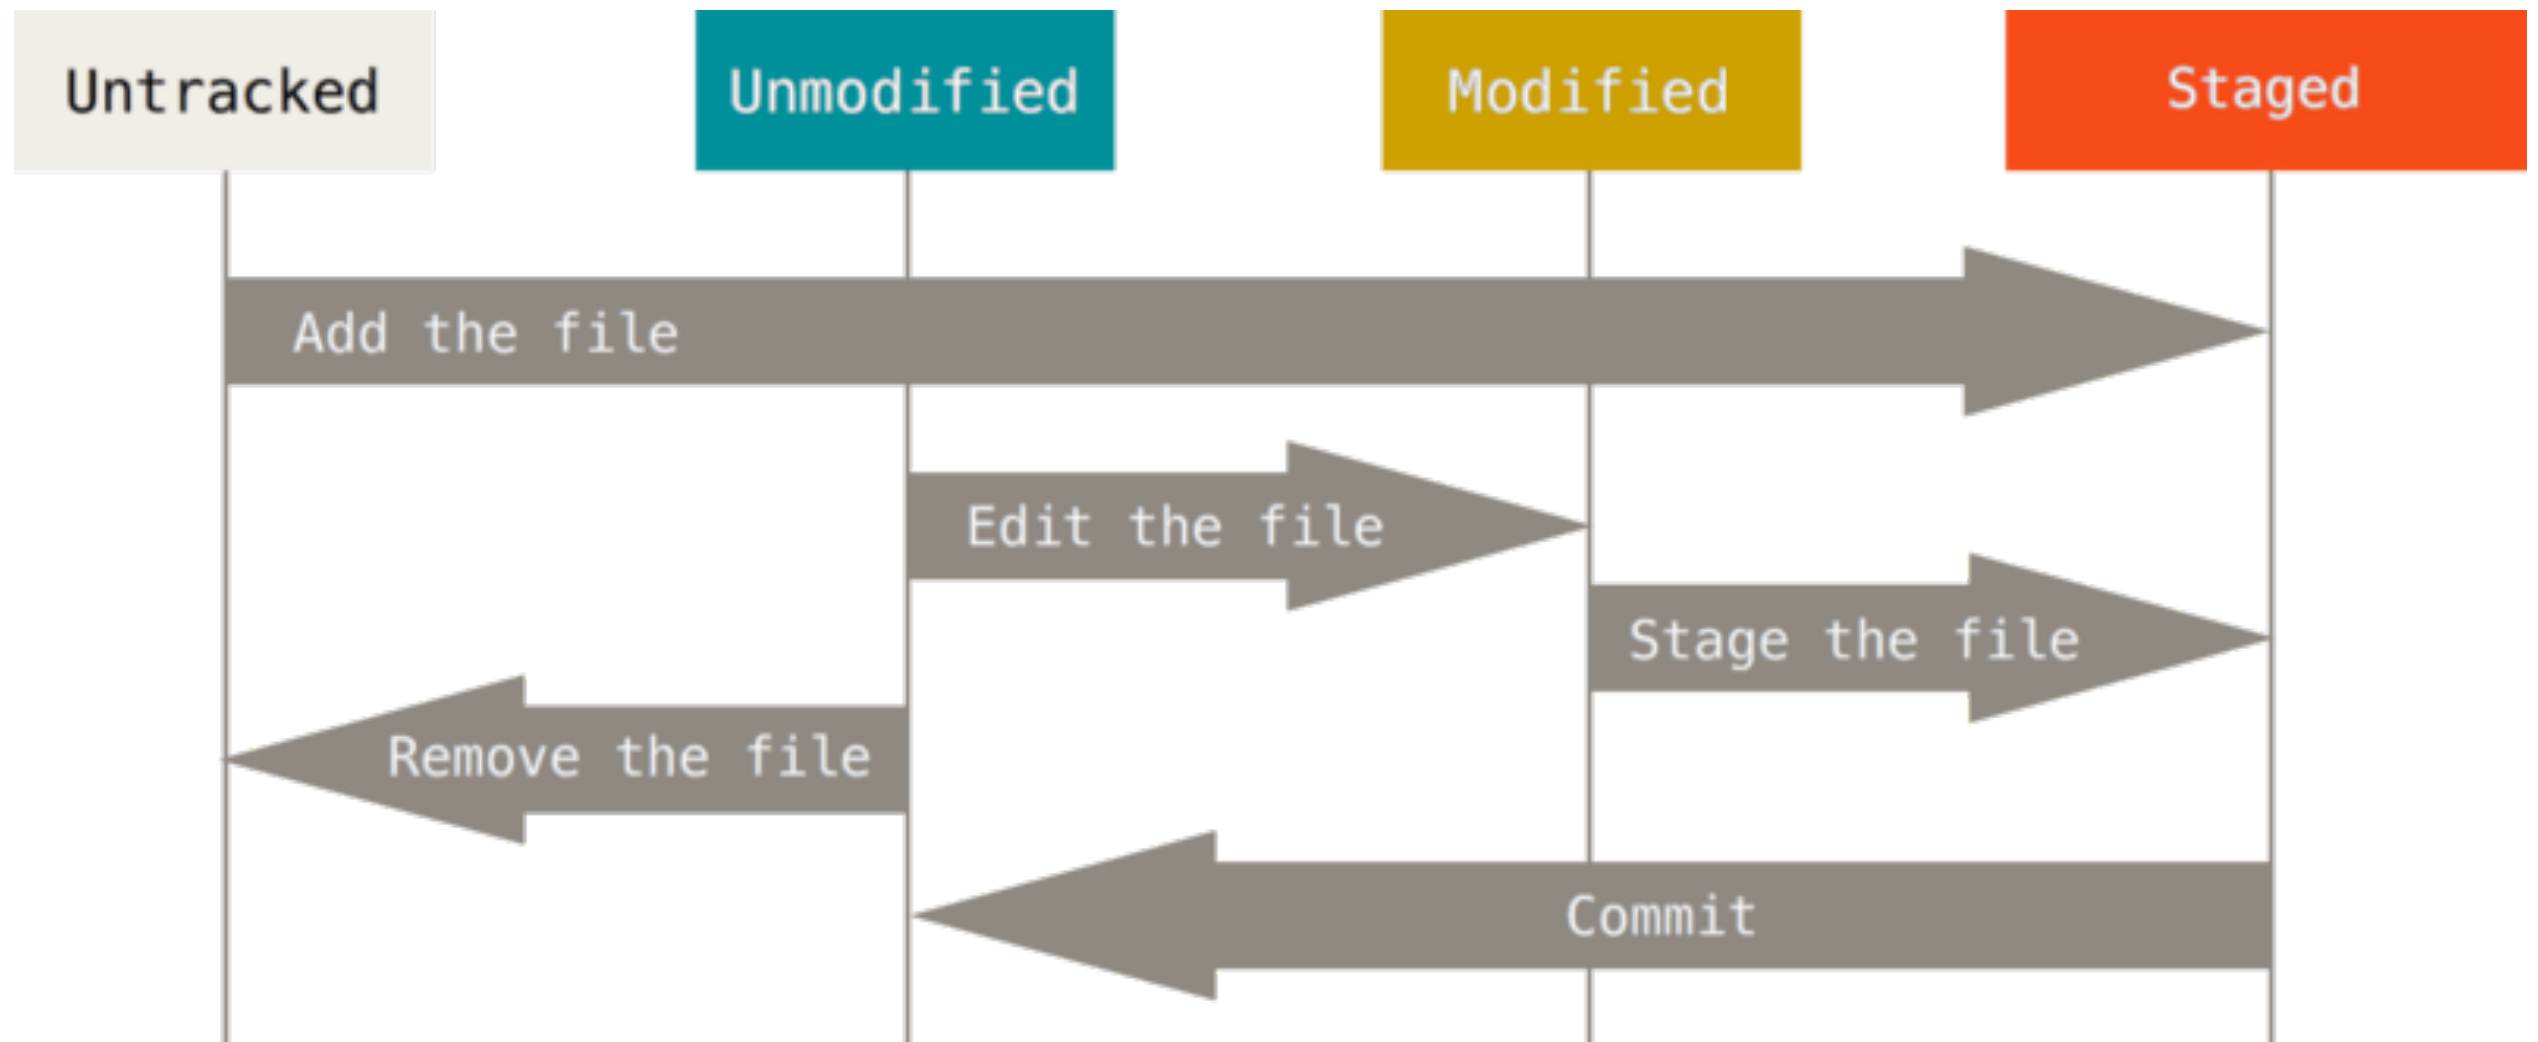 Untracked
Unmodified
Modified
Staged
Add the file
Edit the file
Stage the file
Remove the file
Commit